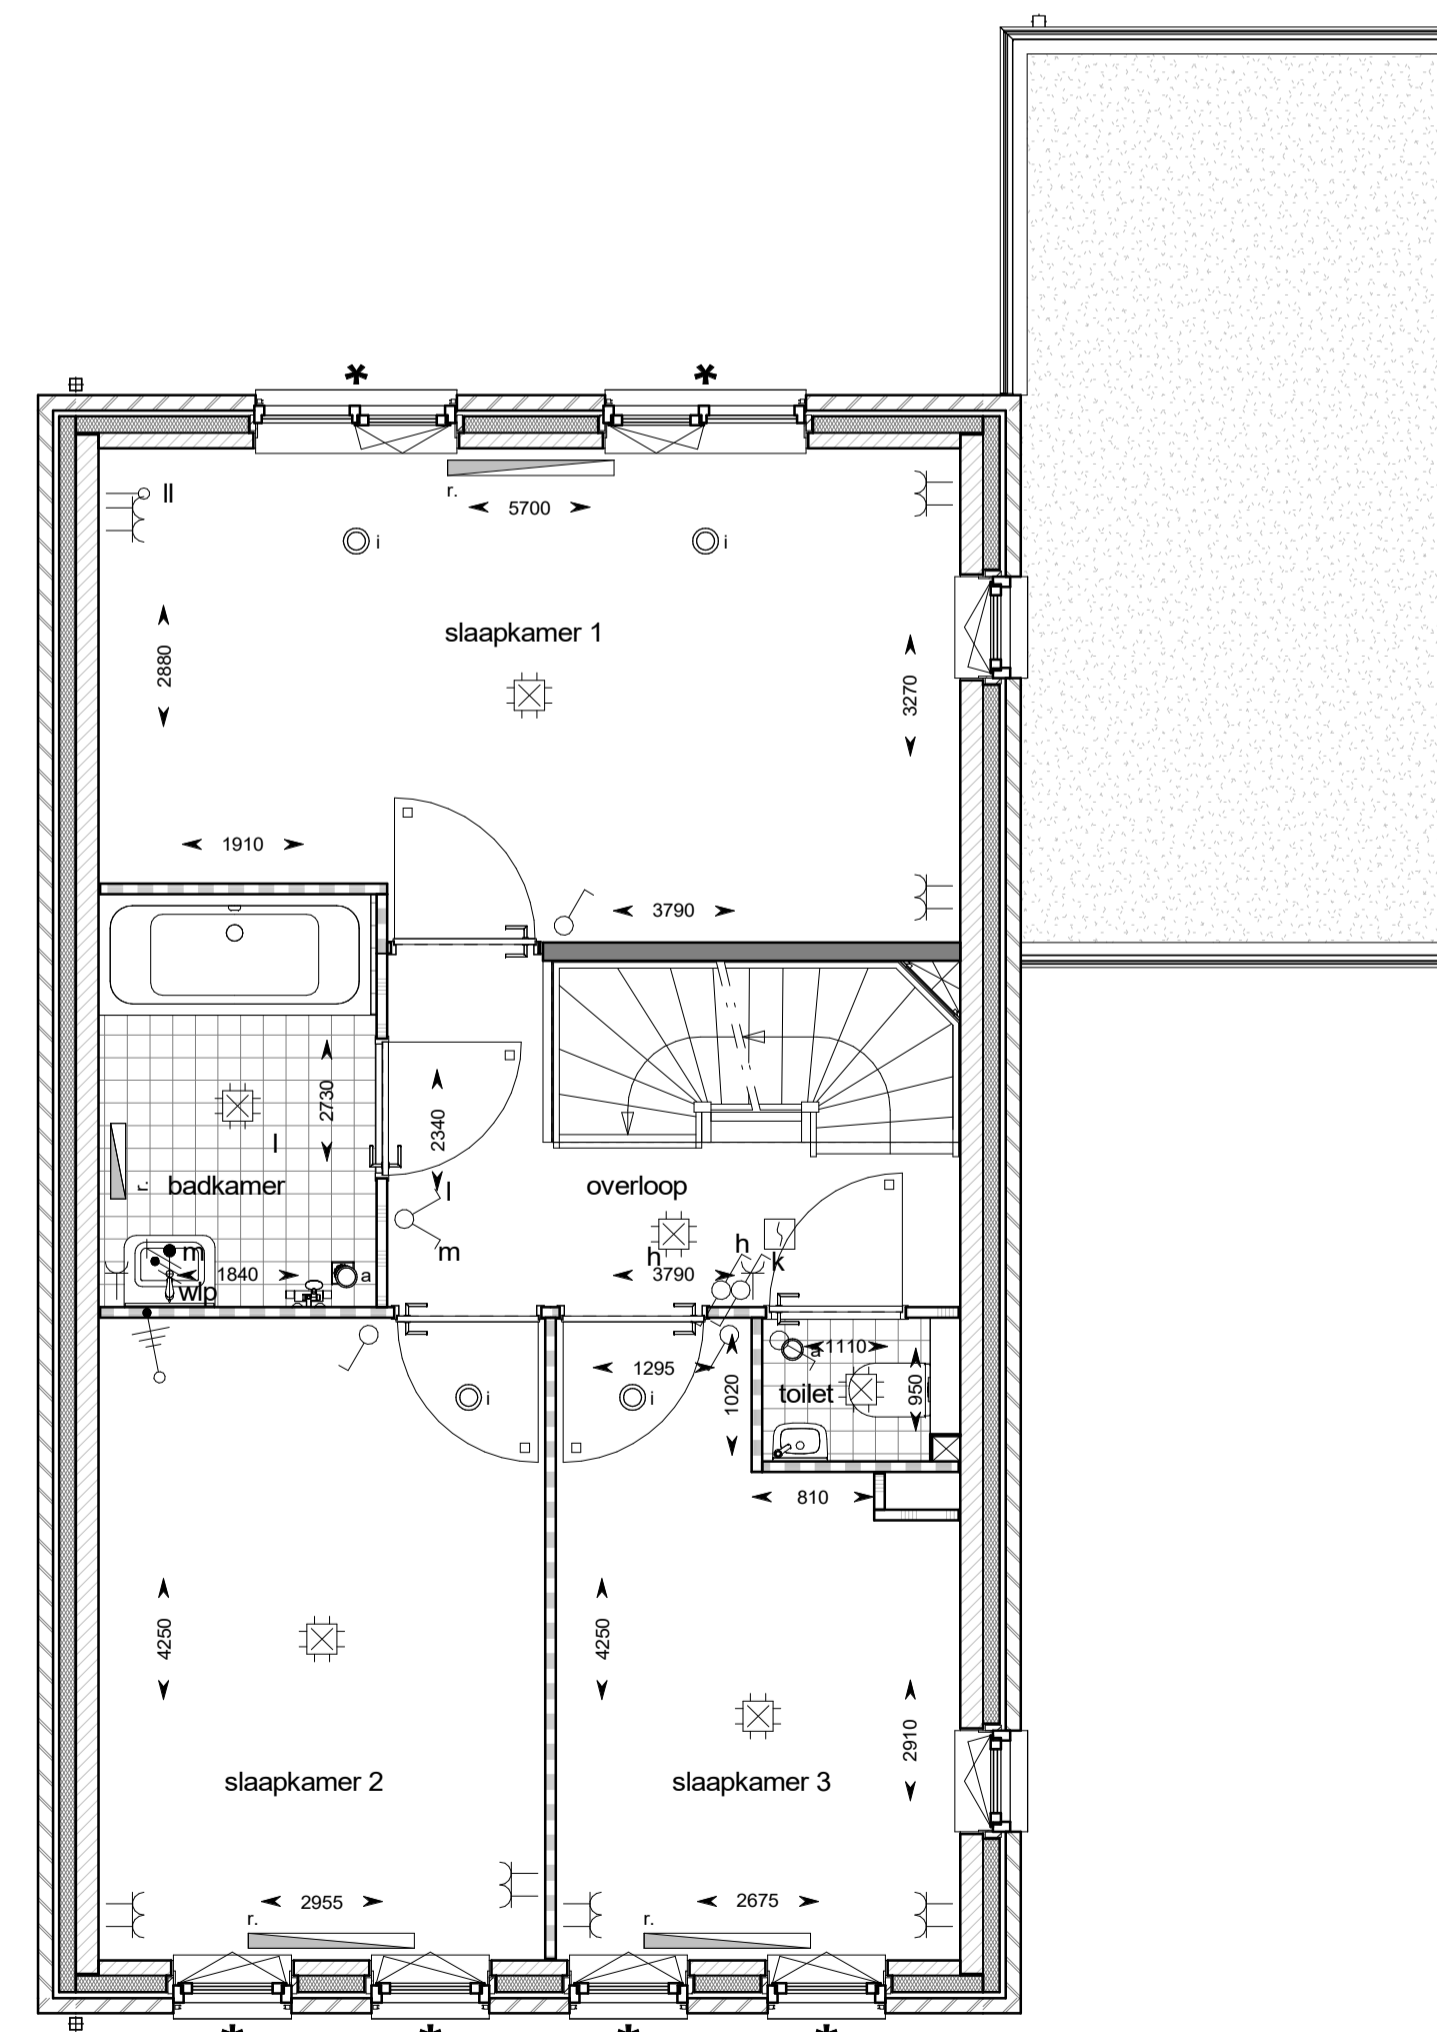 * *
r.
5700
ll
i i
slaapkamer 1
2880
3270
1910
3790
2730
2340
l
r.
badkamer
overloop
l
m
h
h
k
m
1840
a
3790
wlp
1295
1020
a
1110
i
i
toilet
950
810
4250
4250
2910
slaapkamer 2
slaapkamer 3
2955
2675
r.
r.
* * * *